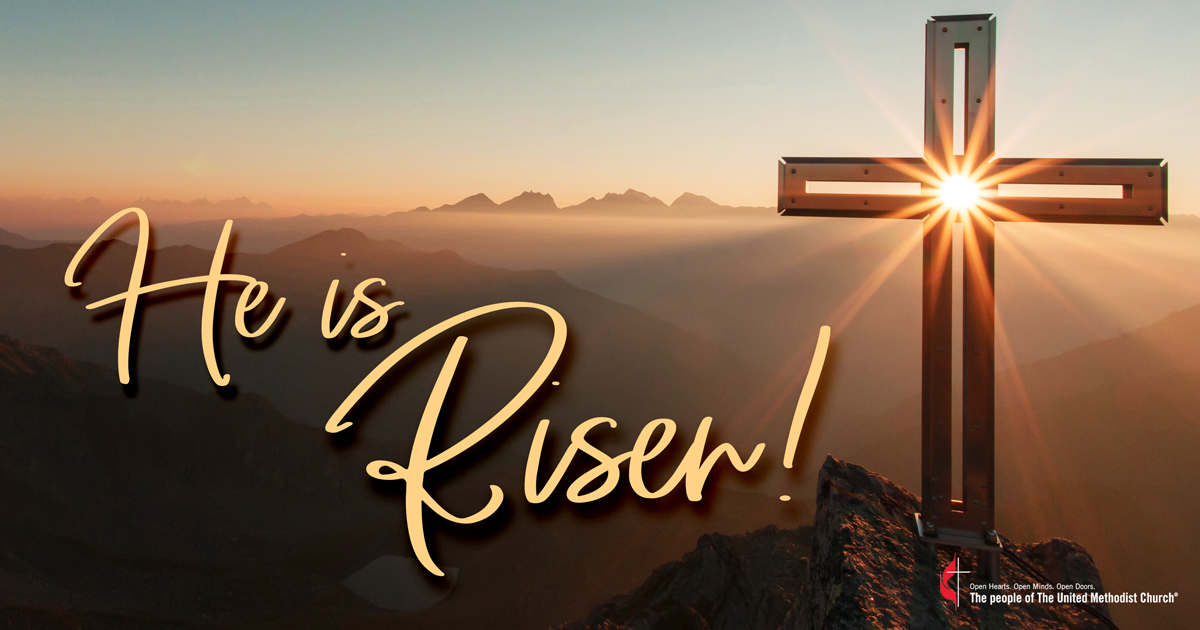 He is
Risen!
Open Hearts. Open Minds. Open Doors.
The people of The United Methodist Church®